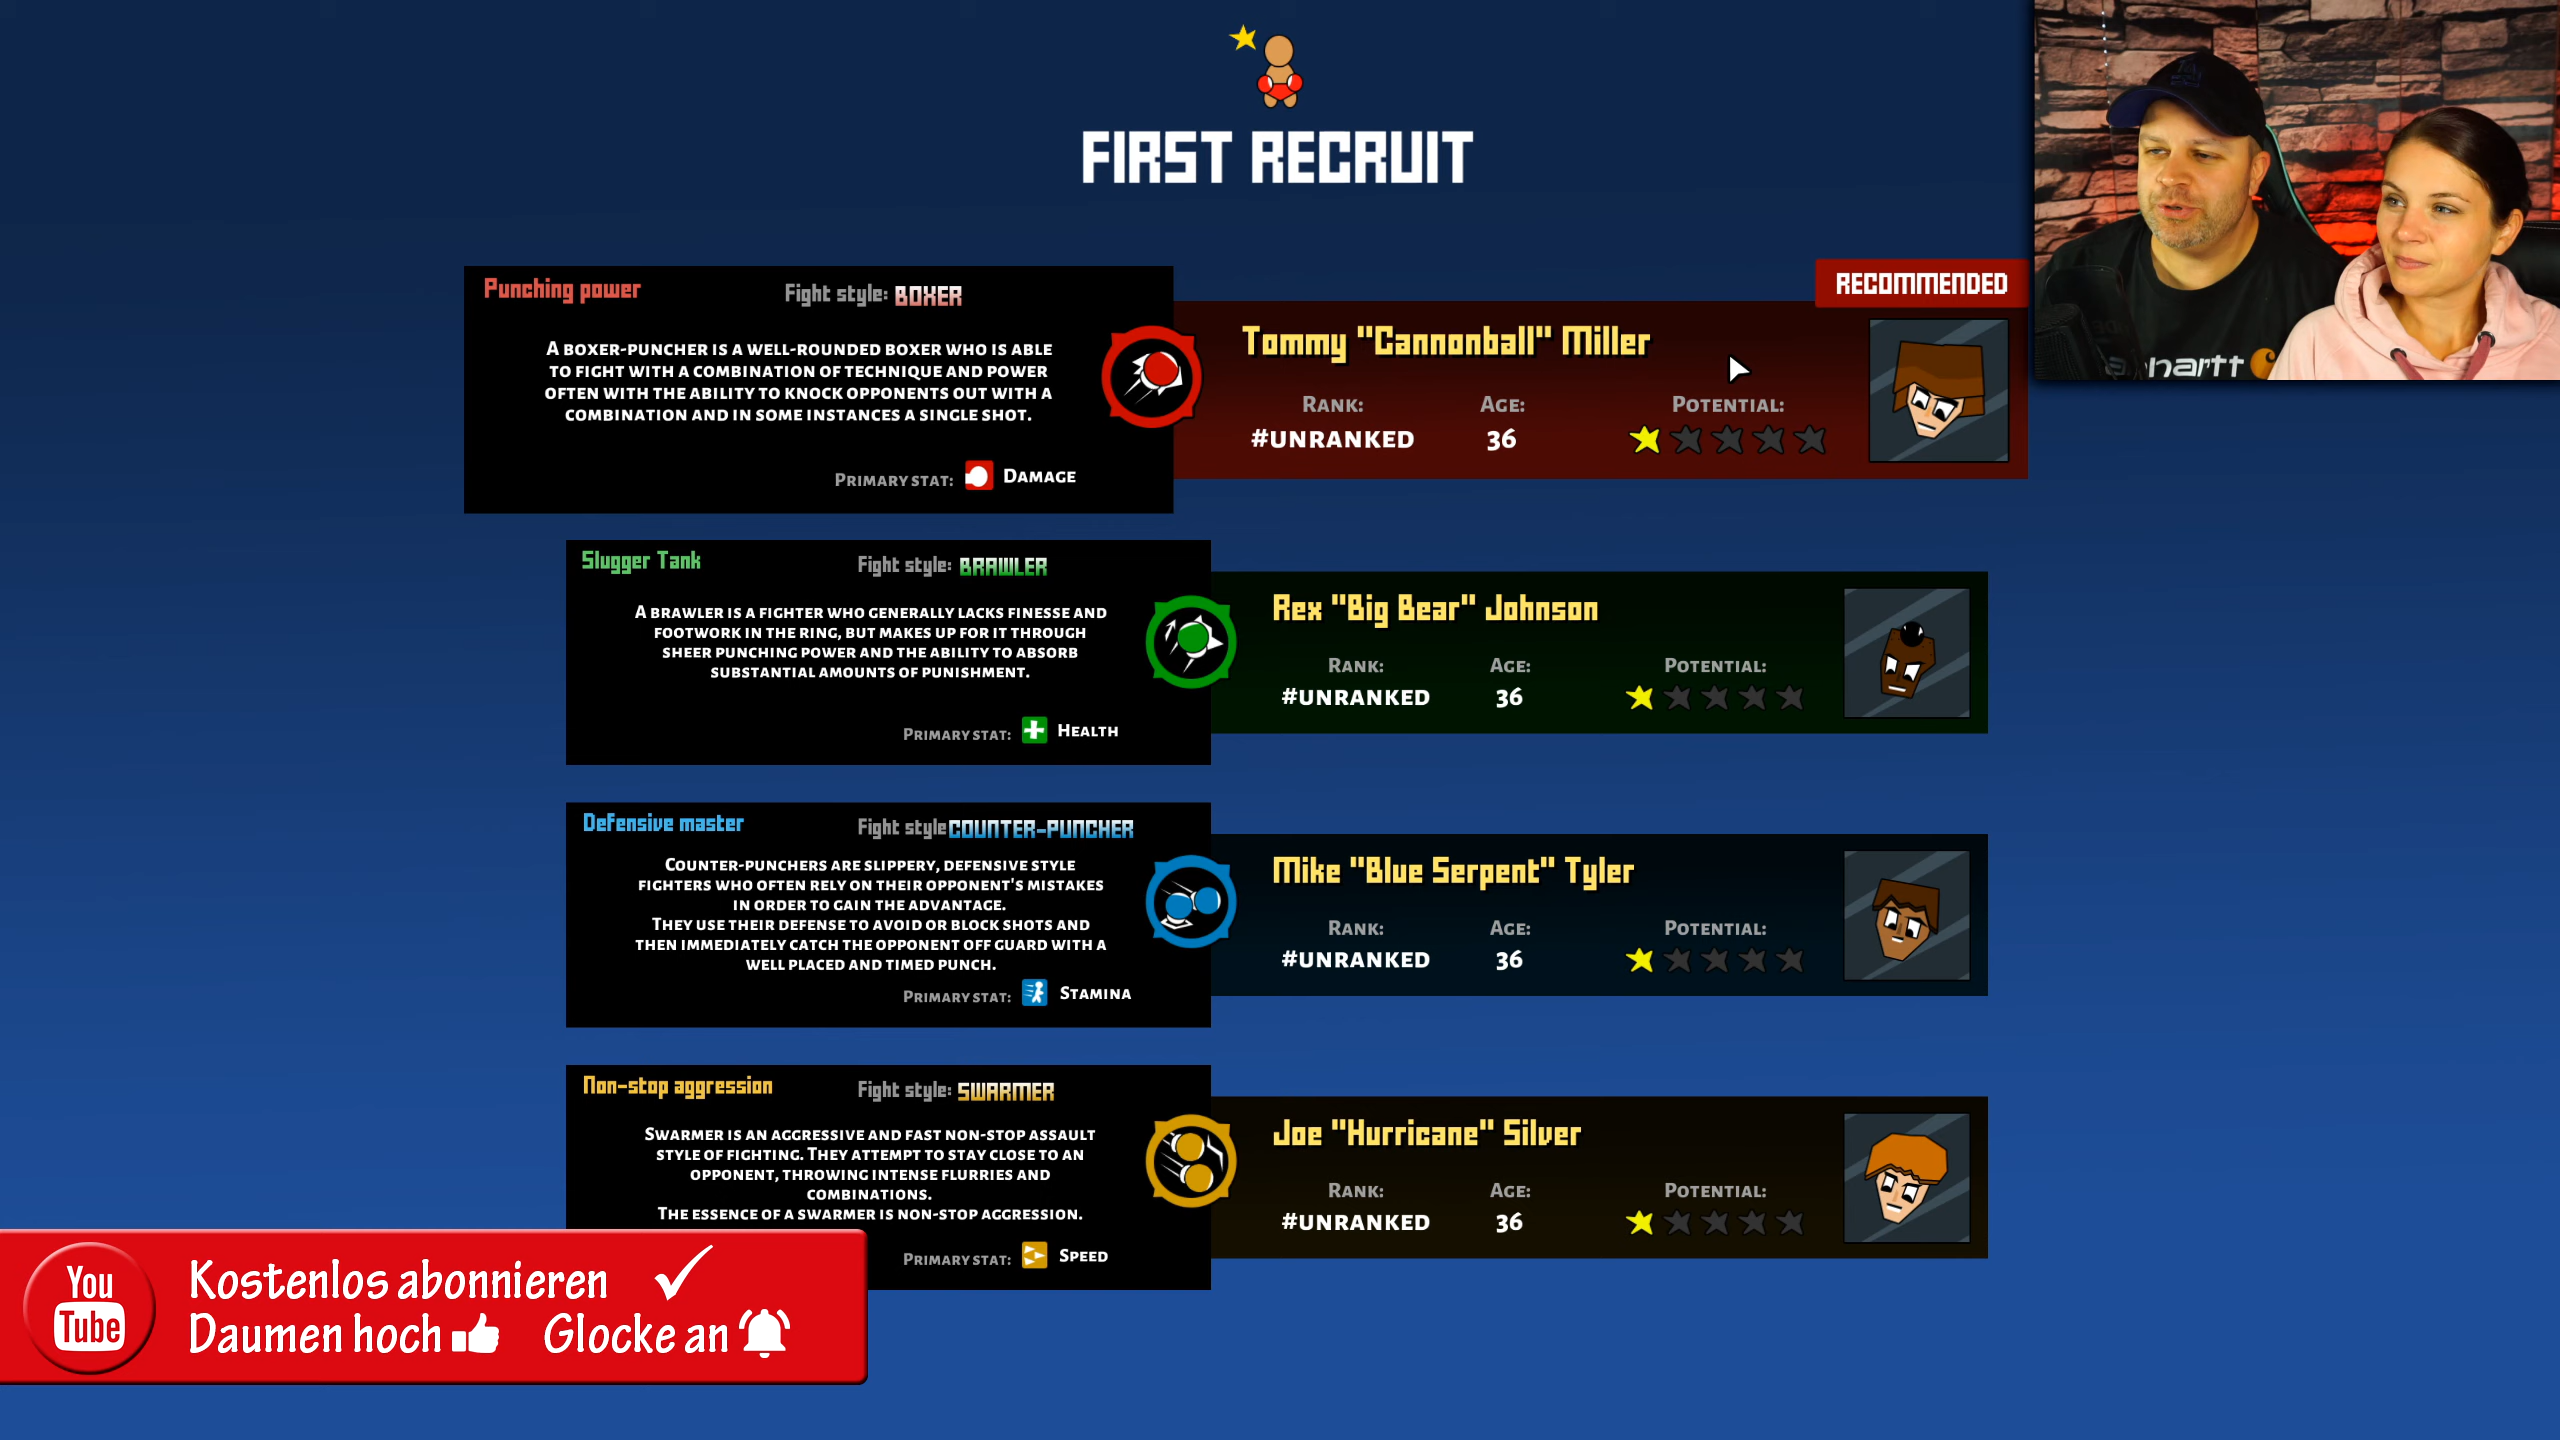 FIRST RECRUIT
RECOMMENDED
Punching power
Fight style: BOXER
A BOXER-PUNCHER IS A WELL-ROUNDED BOXER WHO IS ABLE
TO FIGHT WITH A COMBINATION OF TECHNIQUE AND POWER
OFTEN WITH THE ABILITY TO KNOCK OPPONENTS OUT WITH A
COMBINATION AND IN SOME INSTANCES A SINGLE SHOT.
PRIMARY STAT: DAMAGE
Tommy "Cannonball" Miller
RANK: AGE: POTENTIAL:
#UNRANKED 36
Slugger Tank
Fight style: BRAWLER
A BRAWLER IS A FIGHTER WHO GENERALLY LACKS FINESSE AND
FOOTWORK IN THE RING, BUT MAKES UP FOR IT THROUGH
SHEER PUNCHING POWER AND THE ABILITY TO ABSORB
SUBSTANTIAL AMOUNTS OF PUNISHMENT.
PRIMARY STAT: HEALTH
Rex "Big Bear" Johnson
RANK: AGE: POTENTIAL:
#UNRANKED 36
Defensive master
Fight style COUNTER-PUNCHER
COUNTER-PUNCHERS ARE SLIPPERY, DEFENSIVE STYLE
FIGHTERS WHO OFTEN RELY ON THEIR OPPONENT'S MISTAKES
IN ORDER TO GAIN THE ADVANTAGE.
THEY USE THEIR DEFENSE TO AVOID OR BLOCK SHOTS AND
THEN IMMEDIATELY CATCH THE OPPONENT OFF GUARD WITH A
WELL PLACED AND TIMED PUNCH.
PRIMARY STAT: STAMINA
Mike "Blue Serpent" Tyler
RANK: AGE: POTENTIAL:
#UNRANKED 36
Non-stop aggression
Fight style: SWARMER
SWARMER IS AN AGGRESSIVE AND FAST NON-STOP ASSAULT
STYLE OF FIGHTING. THEY ATTEMPT TO STAY CLOSE TO AN
OPPONENT, THROWING INTENSE FLURRIES AND
COMBINATIONS.
THE ESSENCE OF A SWARMER IS NON-STOP AGGRESSION.
PRIMARY STAT: SPEED
Joe "Hurricane" Silver
RANK: AGE: POTENTIAL:
#UNRANKED 36
You
Tube
Kostenlos abonnieren
Daumen hoch Glocke an